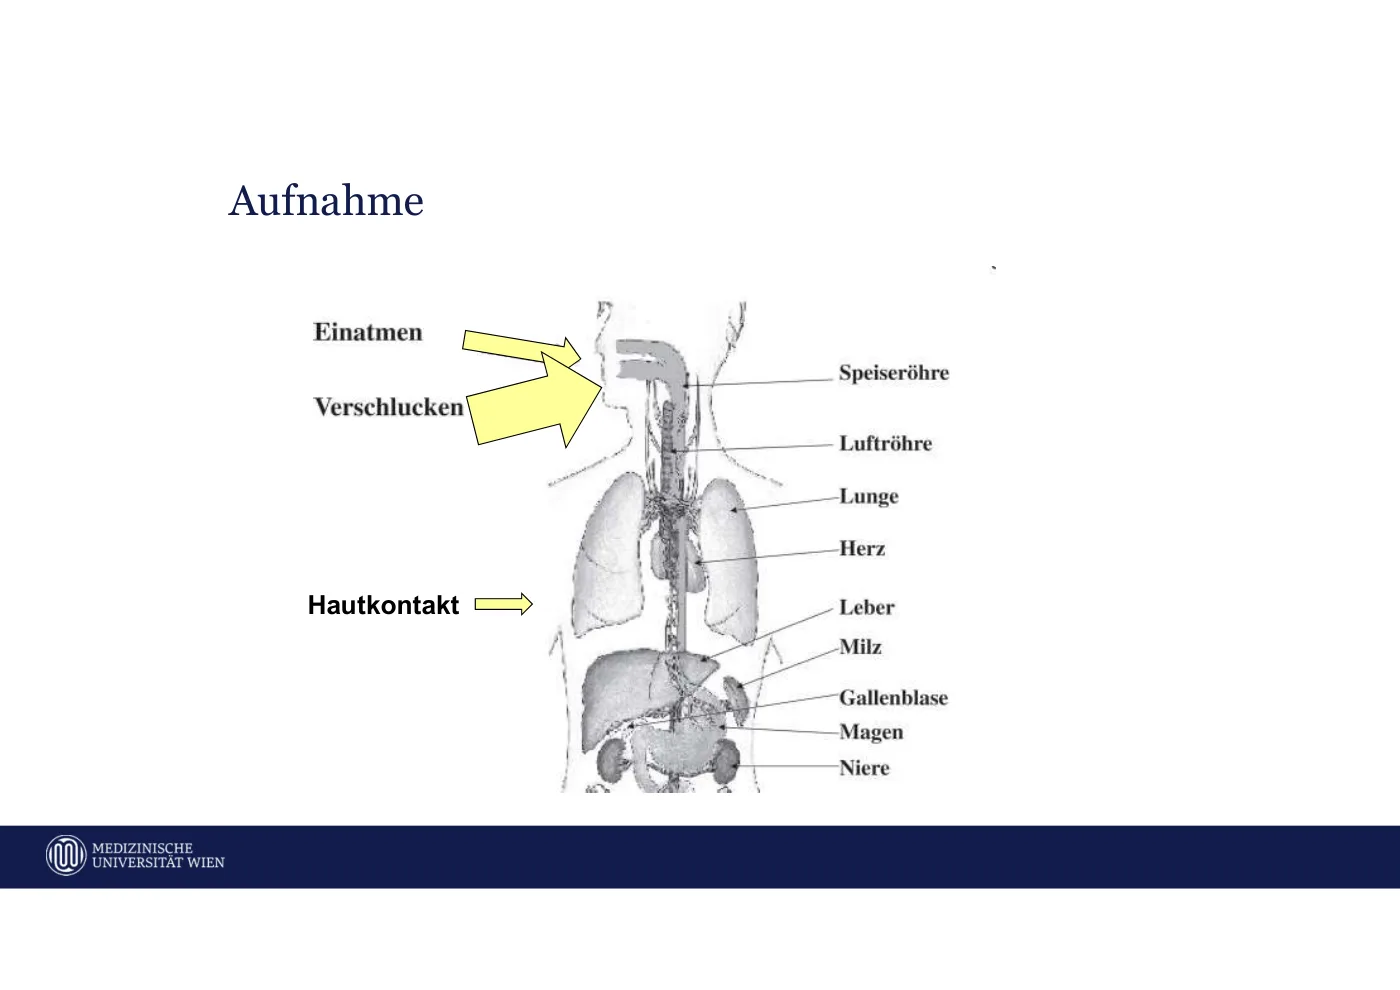 Aufnahme
Einatmen
Verschlucken
Hautkontakt
Speiseröhre
Luftröhre
Lunge
Herz
Leber
Milz
Gallenblase
Magen
Niere
MEDIZINISCHE
UNIVERSITÄT WIEN